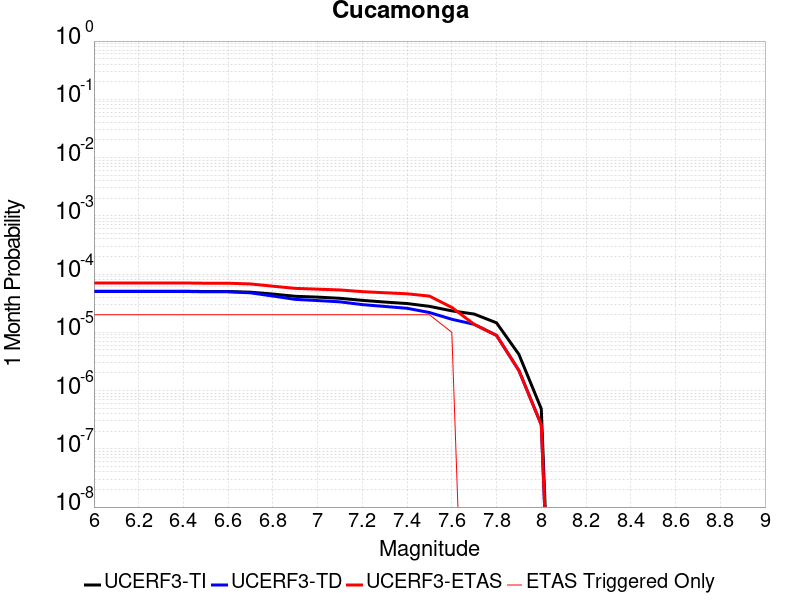 Cucamonga
10^0
10^-1
10^-2
10^-3
10^-4
10^-5
10^-6
10^-7
10^-8
1 Month Probability
6 6.2 6.4 6.6 6.8 7 7.2 7.4 7.6 7.8 8 8.2 8.4 8.6 8.8 9
Magnitude
UCERF3-TI UCERF3-TD UCERF3-ETAS ETAS Triggered Only